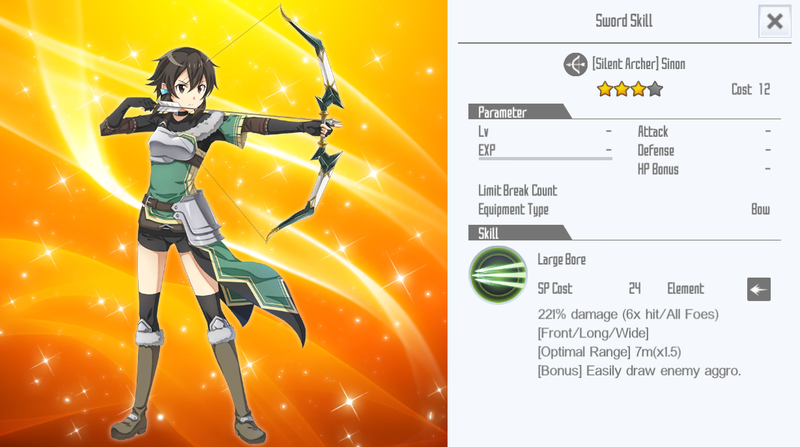 Sword Skill
[Silent Archer] Sinon
Cost 12
Parameter
Lv - Attack -
EXP - Defense -
HP Bonus -
Limit Break Count
Equipment Type Bow
Skill
Large Bore
SP Cost 24 Element
221% damage (6x hit/All Foes)
[Front/Long/Wide]
[Optimal Range] 7m(x1.5)
[Bonus] Easily draw enemy aggro.